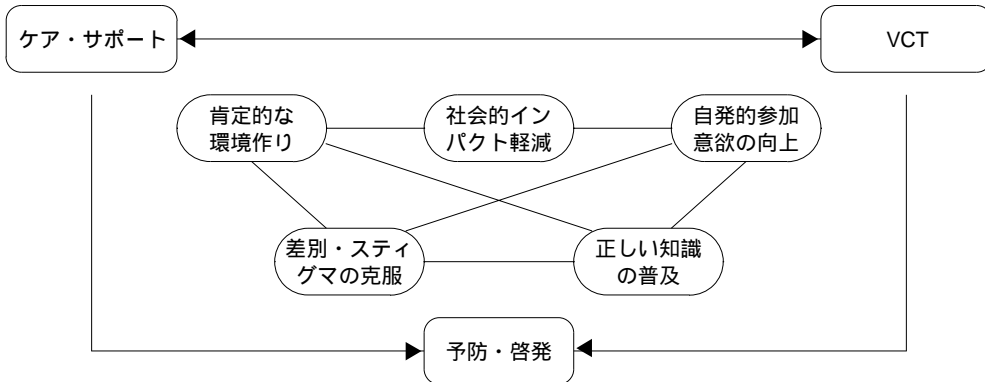 ケア・サポート
VCT
肯定的な
環境作り
社会的イン
パクト軽減
自発的参加
意欲の向上
差別・スティ
グマの克服
正しい知識
の普及
予防・啓発